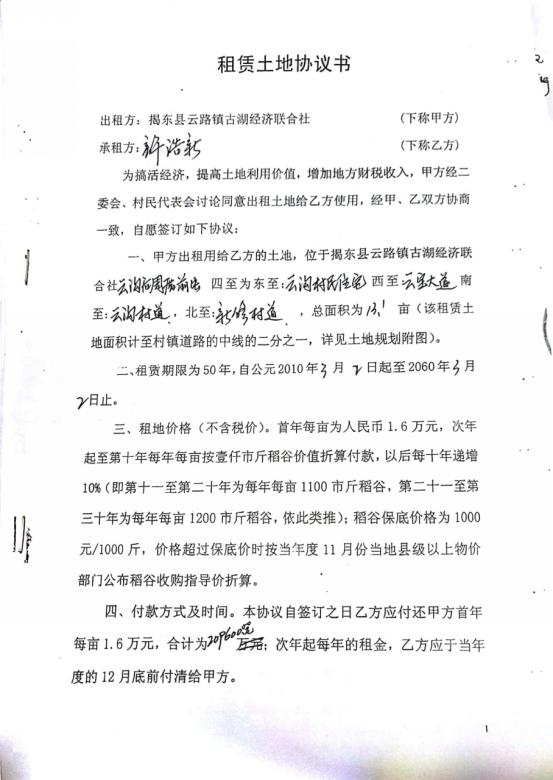 租赁土地协议书
出租方：揭东县云路镇古湖经济联合社 （下称甲方）
承租方：许浩新 （下称乙方）
为搞活经济，提高土地利用价值，增加地方财税收入，甲方经二
委会、村民代表会讨论同意出租土地给乙方使用，经甲、乙双方协商
一致，自愿签订如下协议：
一、甲方出租用给乙方的土地，位于揭东县云路镇古湖经济联
合社云沟 四至为东至：云沟村民住宅 西至 大道 南
至：云沟村道，北至：新修村道 ，总面积为13.1 亩（该租赁土
地面积计至村镇道路的中线的二分之一，详见土地规划附图）。
二、租赁期限为50年，自公元2010年3月2日起至2060年3月
2日止。
三、租地价格（不含税价）。首年每亩为人民币1.6万元，次年
起至第十年每年每亩按壹仟市斤稻谷价值折算付款，以后每十年递增
10%（即第十一至第二十年为每年每亩1100市斤稻谷，第二十一至第
三十年为每年每亩1200市斤稻谷，依此类推）；稻谷保底价格为1000
元/1000斤，价格超过保底价时按当年度11月份当地县级以上物价
部门公布稻谷收购指导价折算。
四、付款方式及时间。本协议自签订之日乙方应付还甲方首年
每亩1.6万元，合计为209600元；次年起每年的租金，乙方应于当年
度的12月底前付清给甲方。
1